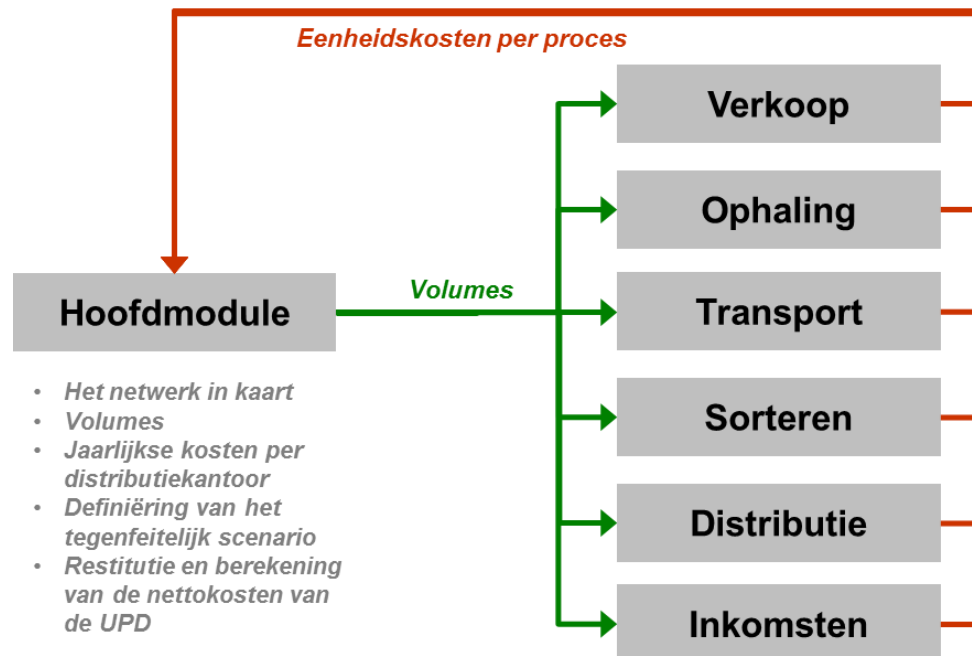 Eenheidskosten per proces
Verkoop
Ophaling
Volumes
Hoofdmodule
Transport
• Het netwerk in kaart
• Volumes
• Jaarlijkse kosten per
distributiekantoor
• Definiëring van het
tegenfeitelijk scenario
• Restitutie en berekening
van de nettokosten van
de UPD
Sorteren
Distributie
Inkomsten